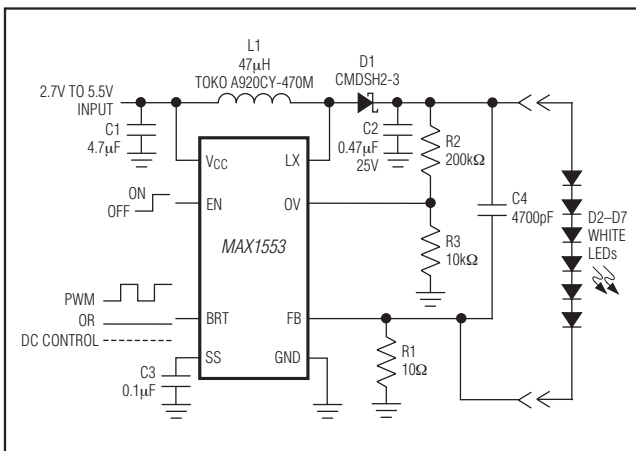 L1
47µH
TOKO A920CY-470M
D1
CMDSH2-3
2.7V TO 5.5V
INPUT
C1
4.7µF
C2
0.47µF
25V
R2
200kΩ
VCC
LX
ON
OFF
EN
OV
C4
4700pF
D2–D7
WHITE
LEDs
MAX1553
R3
10kΩ
PWM
OR
DC CONTROL
BRT
FB
SS
GND
C3
0.1µF
R1
10Ω